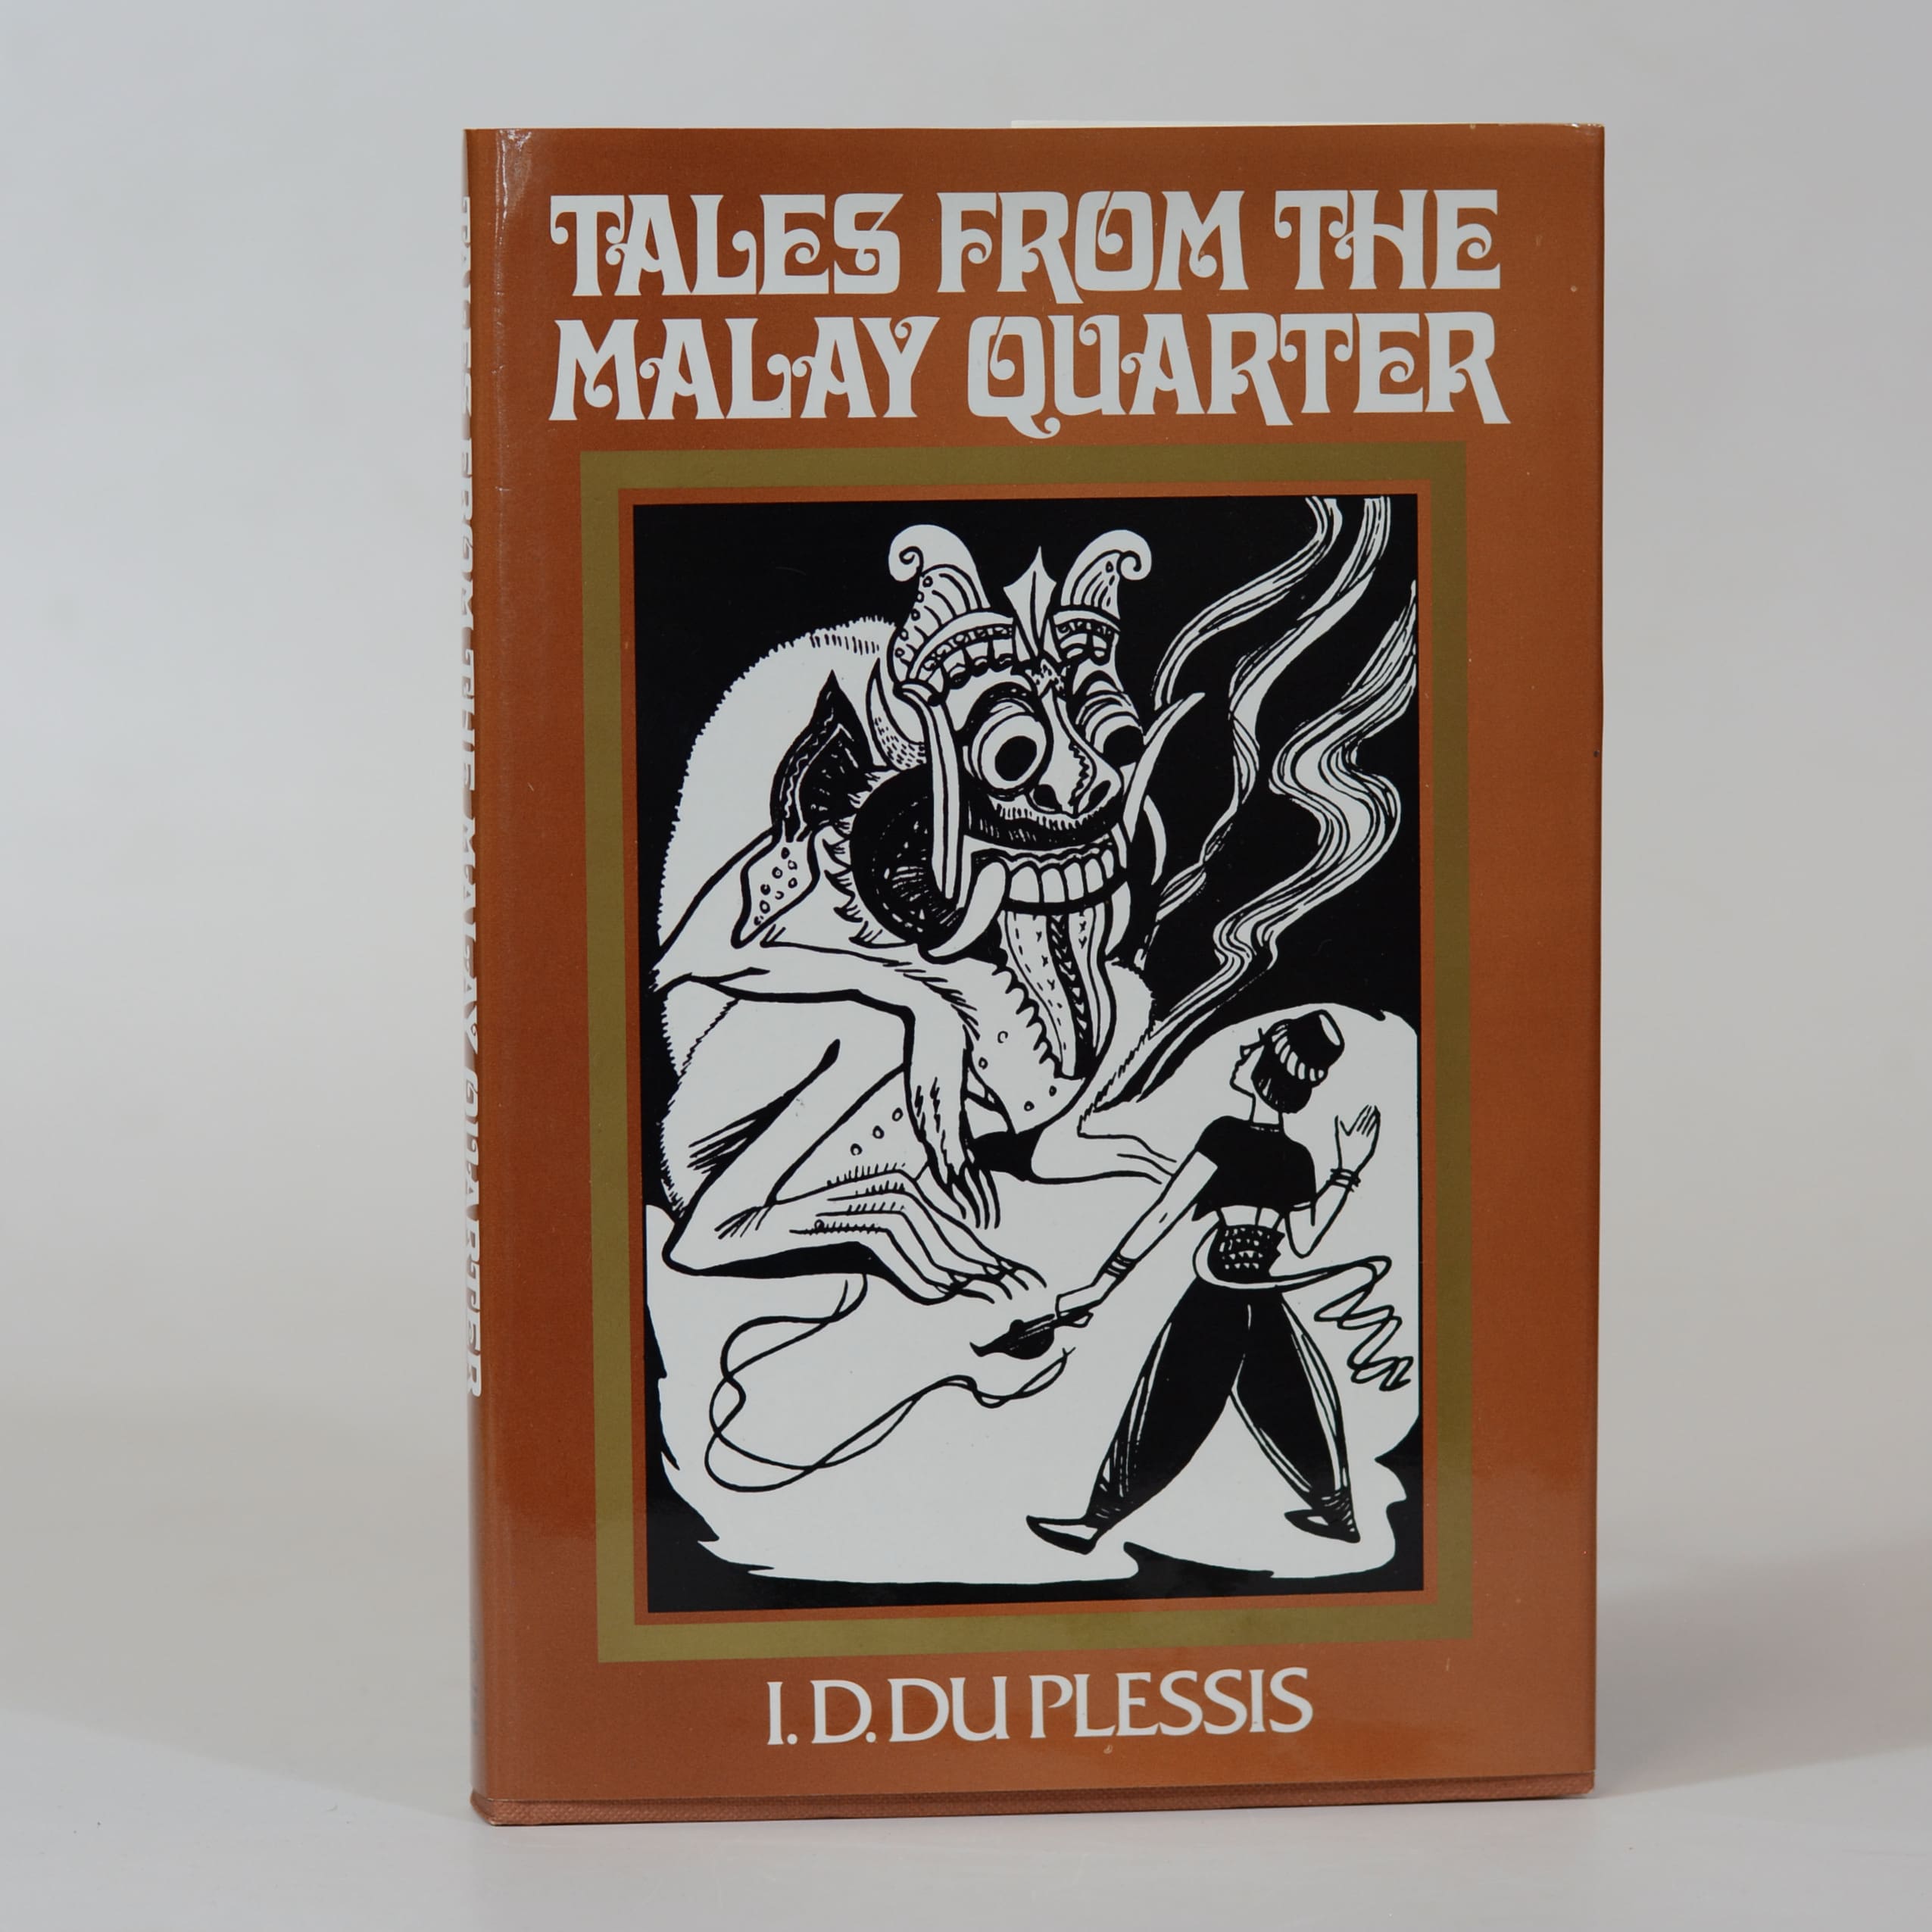 TALES FROM THE
MALAY QUARTER
I. D. DU PLESSIS
TALES FROM THE MALAY QUARTER